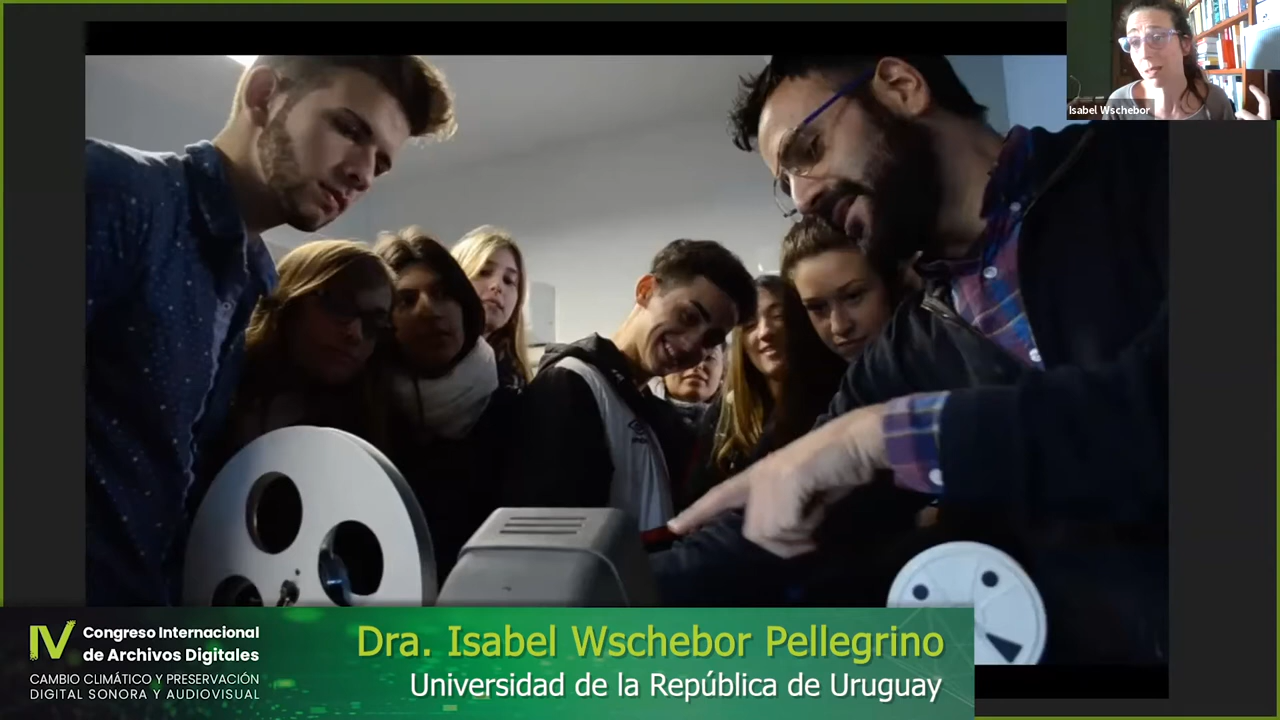 Isabel Wschebor
IV Congreso Internacional
de Archivos Digitales
CAMBIO CLIMÁTICO Y PRESERVACIÓN
DIGITAL SONORA Y AUDIOVISUAL
Dra. Isabel Wschebor Pellegrino
Universidad de la República de Uruguay